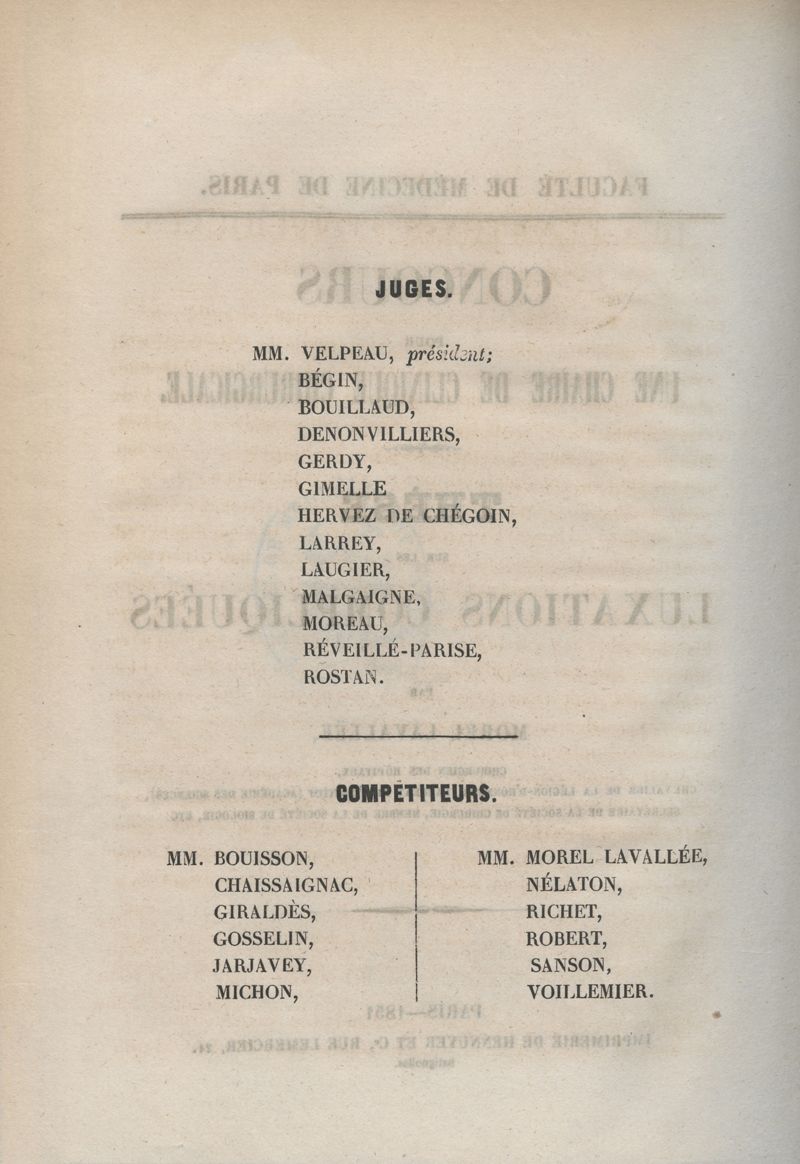 JUGES.
MM. VELPEAU, président;
BÉGIN,
BOUILLAUD,
DENONVILLIERS,
GERDY,
GIMELLE
HERVEZ DE CHÉGOIN,
LARREY,
LAUGIER,
MALGAIGNE,
MOREAU,
RÉVEILLÉ-PARISE,
ROSTAN.
COMPÉTITEURS.
MM. BOUISSON,
CHAISSAIGNAC,
GIRALDÈS,
GOSSELIN,
JARJAVEY,
MICHON,
MM. MOREL LAVALLÉE,
NÉLATON,
RICHET,
ROBERT,
SANSON,
VOILLEMIER.